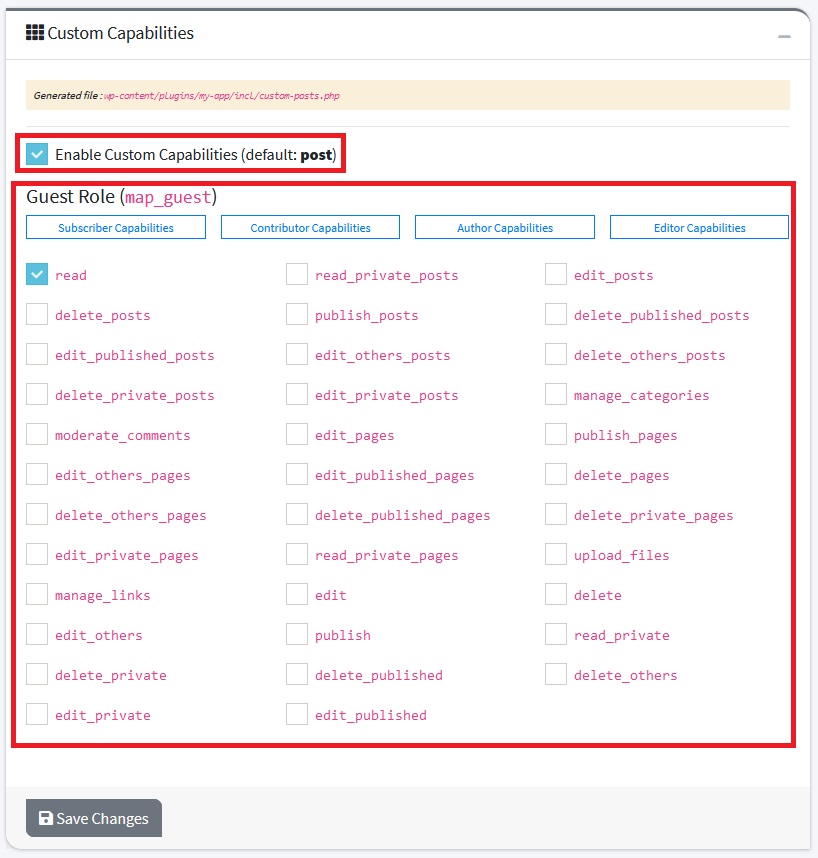 Custom Capabilities
Generated file : wp-content/plugins/my-app/incl/custom-posts.php
Enable Custom Capabilities (default: post)
Guest Role (map_guest)
Subscriber Capabilities Contributor Capabilities Author Capabilities Editor Capabilities
read read_private_posts edit_posts
delete_posts publish_posts delete_published_posts
edit_published_posts edit_others_posts delete_others_posts
delete_private_posts edit_private_posts manage_categories
moderate_comments edit_pages publish_pages
edit_others_pages edit_published_pages delete_pages
delete_others_pages delete_published_pages delete_private_pages
edit_private_pages read_private_pages upload_files
manage_links edit delete
edit_others publish read_private
delete_private delete_published delete_others
edit_private edit_published
Save Changes